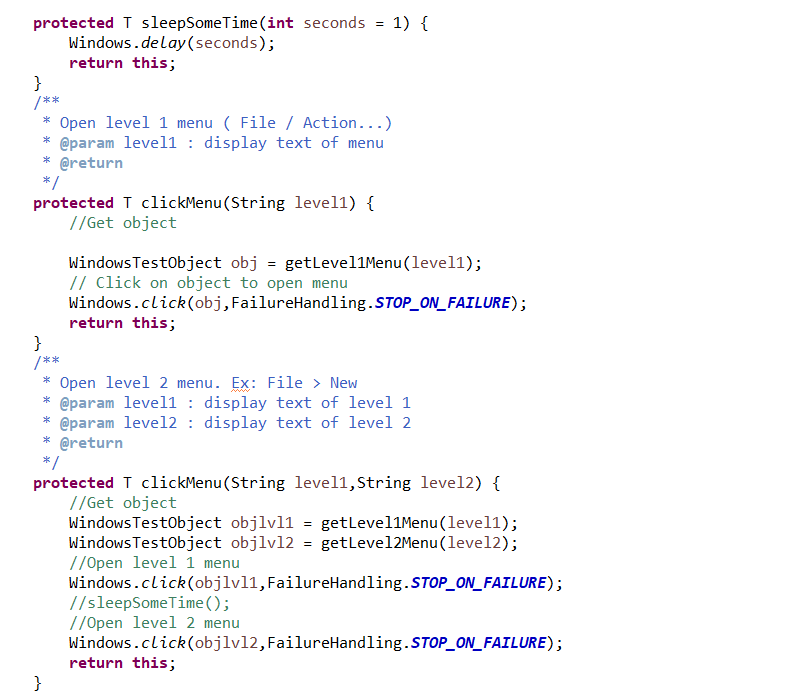 protected T sleepSomeTime(int seconds = 1) {
    Windows.delay(seconds);
    return this;
}
/**
 * Open level 1 menu ( File / Action...)
 * @param level1 : display text of menu
 * @return
 */
protected T clickMenu(String level1) {
    //Get object

    WindowsTestObject obj = getLevel1Menu(level1);
    // Click on object to open menu
    Windows.click(obj,FailureHandling.STOP_ON_FAILURE);
    return this;
}
/**
 * Open level 2 menu. Ex: File > New
 * @param level1 : display text of level 1
 * @param level2 : display text of level 2
 * @return
 */
protected T clickMenu(String level1,String level2) {
    //Get object
    WindowsTestObject objlvl1 = getLevel1Menu(level1);
    WindowsTestObject objlvl2 = getLevel2Menu(level2);
    //Open level 1 menu
    Windows.click(objlvl1,FailureHandling.STOP_ON_FAILURE);
    //sleepSomeTime();
    //Open level 2 menu
    Windows.click(objlvl2,FailureHandling.STOP_ON_FAILURE);
    return this;
}